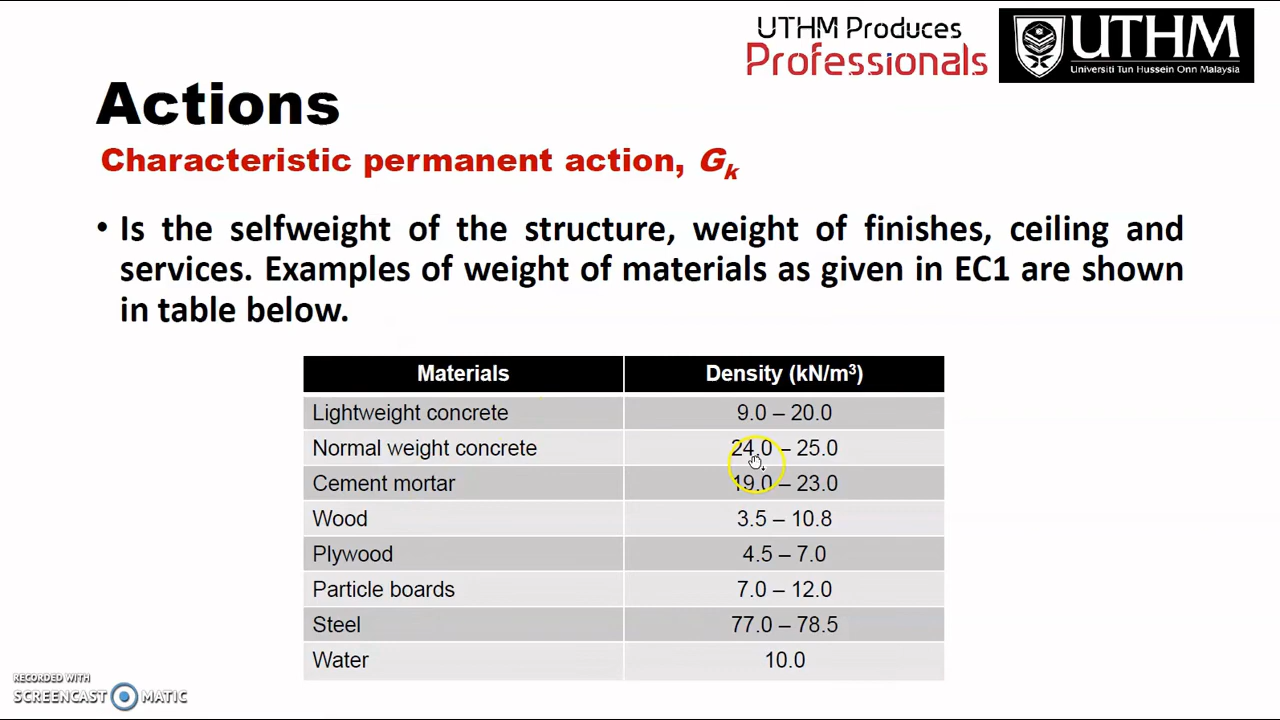 UTHM Produces
Professionals
UTHM
Universiti Tun Hussein Onn Malaysia
Actions
Characteristic permanent action, Gk
• Is the selfweight of the structure, weight of finishes, ceiling and
services. Examples of weight of materials as given in EC1 are shown
in table below.
Materials Density (kN/m³)
Lightweight concrete 9.0 – 20.0
Normal weight concrete 24.0 – 25.0
Cement mortar 19.0 – 23.0
Wood 3.5 – 10.8
Plywood 4.5 – 7.0
Particle boards 7.0 – 12.0
Steel 77.0 – 78.5
Water 10.0
RECORDED WITH
SCREENCAST MATIC